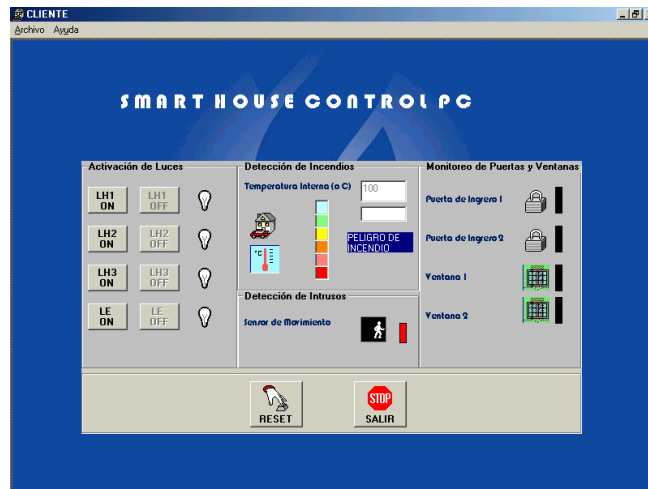 CLIENTE
Archivo Ayuda
SMART HOUSE CONTROL PC
Activación de Luces
LH1 ON
LH1 OFF
LH2 ON
LH2 OFF
LH3 ON
LH3 OFF
LE ON
LE OFF
Detección de Incendios
Temperatura Interna (o C)
100
°C
PELIGRO DE
INCENDIO
Detección de Intrusos
Sensor de Movimiento
Monitoreo de Puertas y Ventanas
Puerta de Ingreso 1
Puerta de Ingreso 2
Ventana 1
Ventana 2
RESET
STOP
SALIR